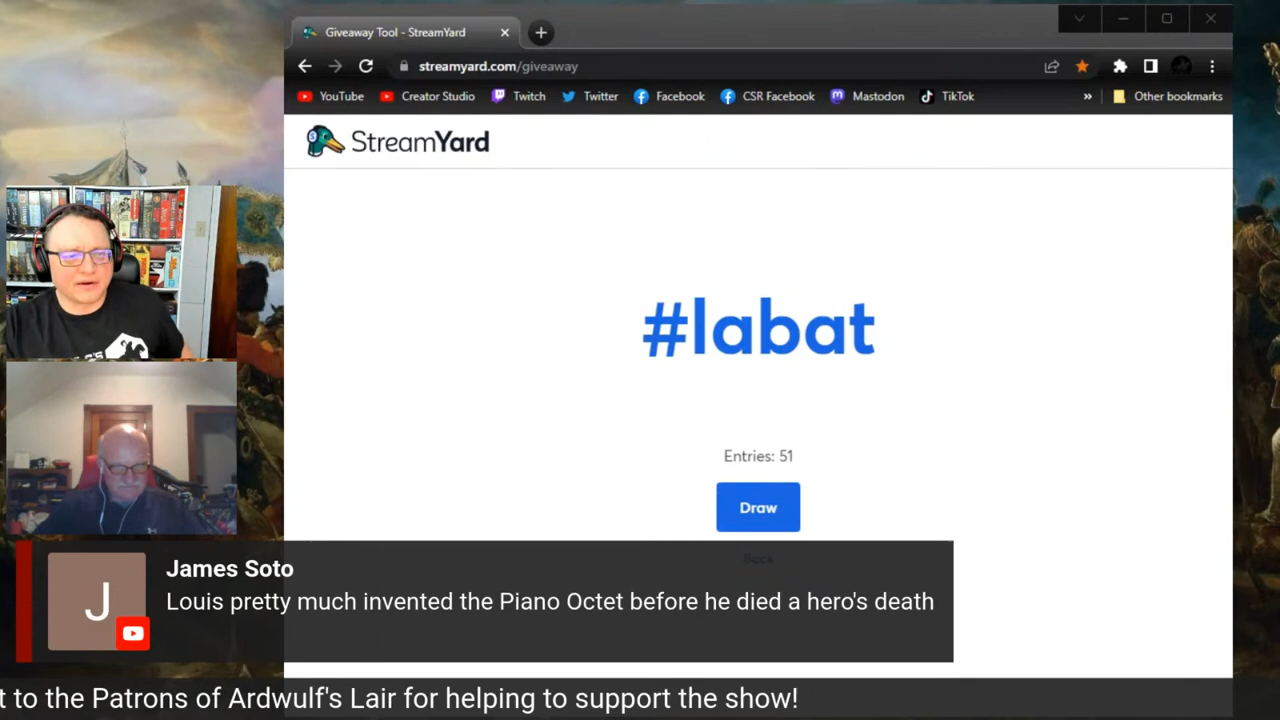 Giveaway Tool - StreamYard
streamyard.com/giveaway
YouTube Creator Studio Twitch Twitter Facebook CSR Facebook Mastodon TikTok » Other bookmarks
StreamYard
#labat
Entries: 51
Draw
Back
J
James Soto
Louis pretty much invented the Piano Octet before he died a hero's death
t to the Patrons of Ardwulf's Lair for helping to support the show!